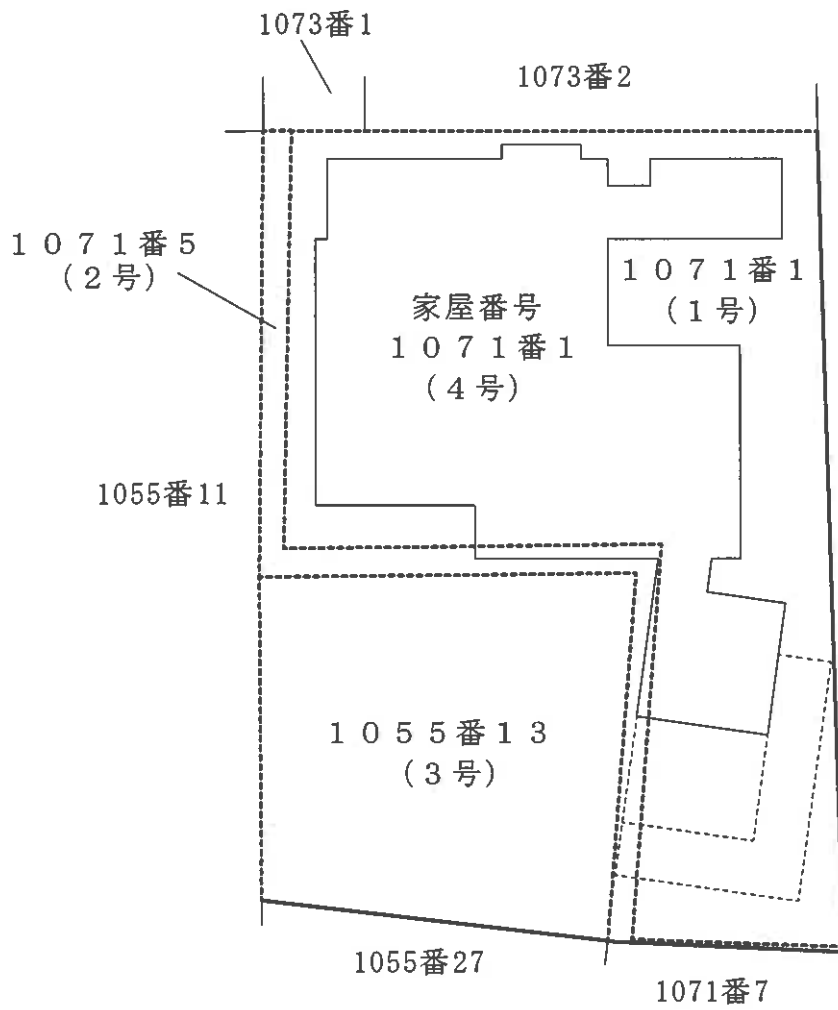 1073番1
1073番2
１０７１番５
（２号）
１０７１番１
（１号）
家屋番号
１０７１番１
（４号）
1055番11
１０５５番１３
（３号）
1055番27
1071番7